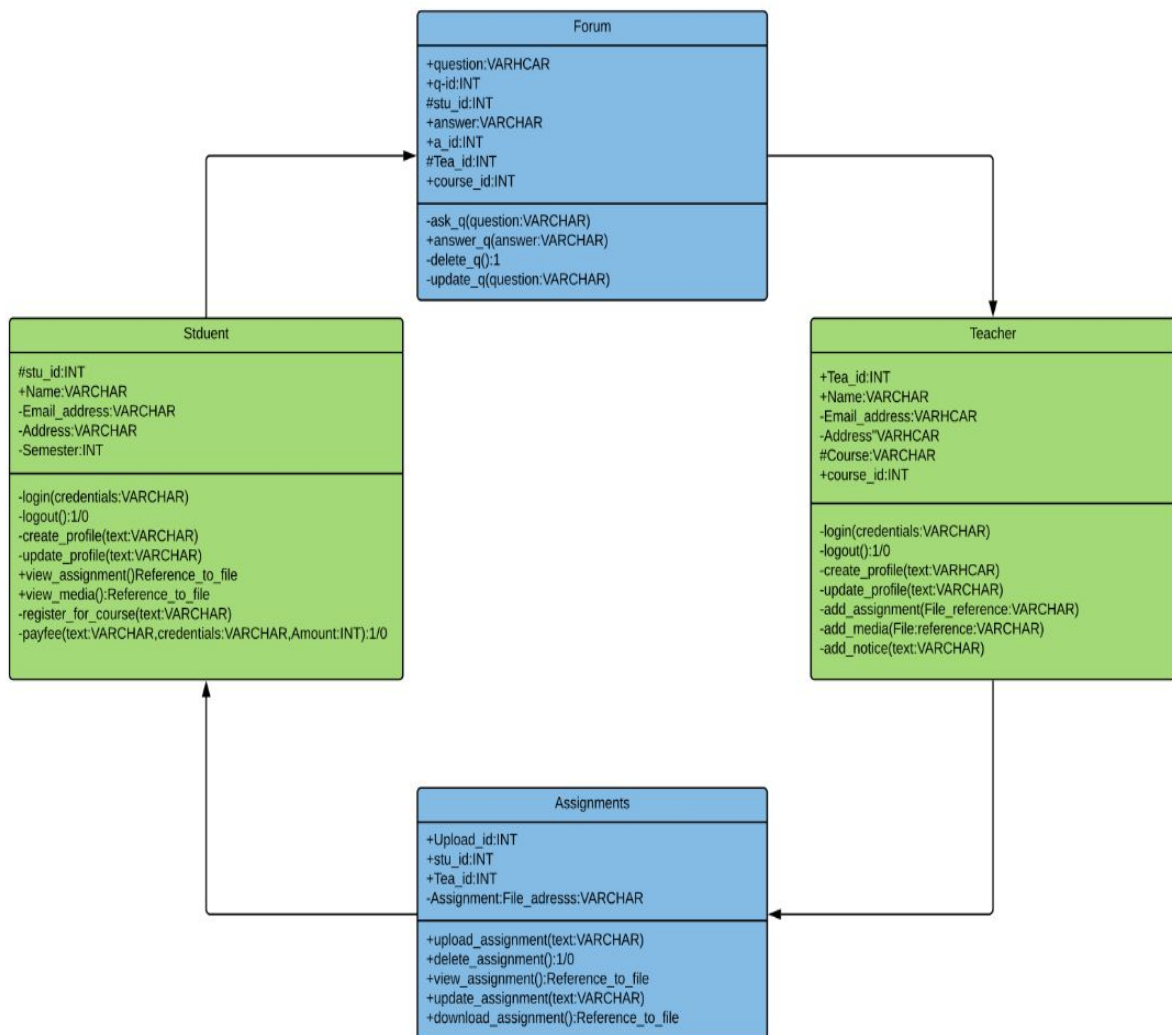 Forum
+question:VARHCAR
+q-id:INT
#stu_id:INT
+answer:VARCHAR
+a_id:INT
#Tea_id:INT
+course_id:INT
-ask_q(question:VARCHAR)
+answer_q(answer:VARCHAR)
-delete_q():1
-update_q(question:VARCHAR)
Stduent
#stu_id:INT
+Name:VARCHAR
-Email_address:VARCHAR
-Address:VARCHAR
-Semester:INT
-login(credentials:VARCHAR)
-logout():1/0
-create_profile(text:VARCHAR)
-update_profile(text:VARCHAR)
+view_assignment()Reference_to_file
+view_media():Reference_to_file
-register_for_course(text:VARCHAR)
-payfee(text:VARCHAR,credentials:VARCHAR,Amount:INT):1/0
Teacher
+Tea_id:INT
+Name:VARCHAR
-Email_address:VARHCAR
-Address"VARHCAR
#Course:VARCHAR
+course_id:INT
-login(credentials:VARCHAR)
-logout():1/0
-create_profile(text:VARHCAR)
-update_profile(text:VARCHAR)
-add_assignment(File_reference:VARCHAR)
-add_media(File:reference:VARCHAR)
-add_notice(text:VARCHAR)
Assignments
+Upload_id:INT
+stu_id:INT
+Tea_id:INT
-Assignment:File_adresss:VARCHAR
+upload_assignment(text:VARCHAR)
+delete_assignment():1/0
+view_assignment():Reference_to_file
+update_assignment(text:VARCHAR)
+download_assignment():Reference_to_file